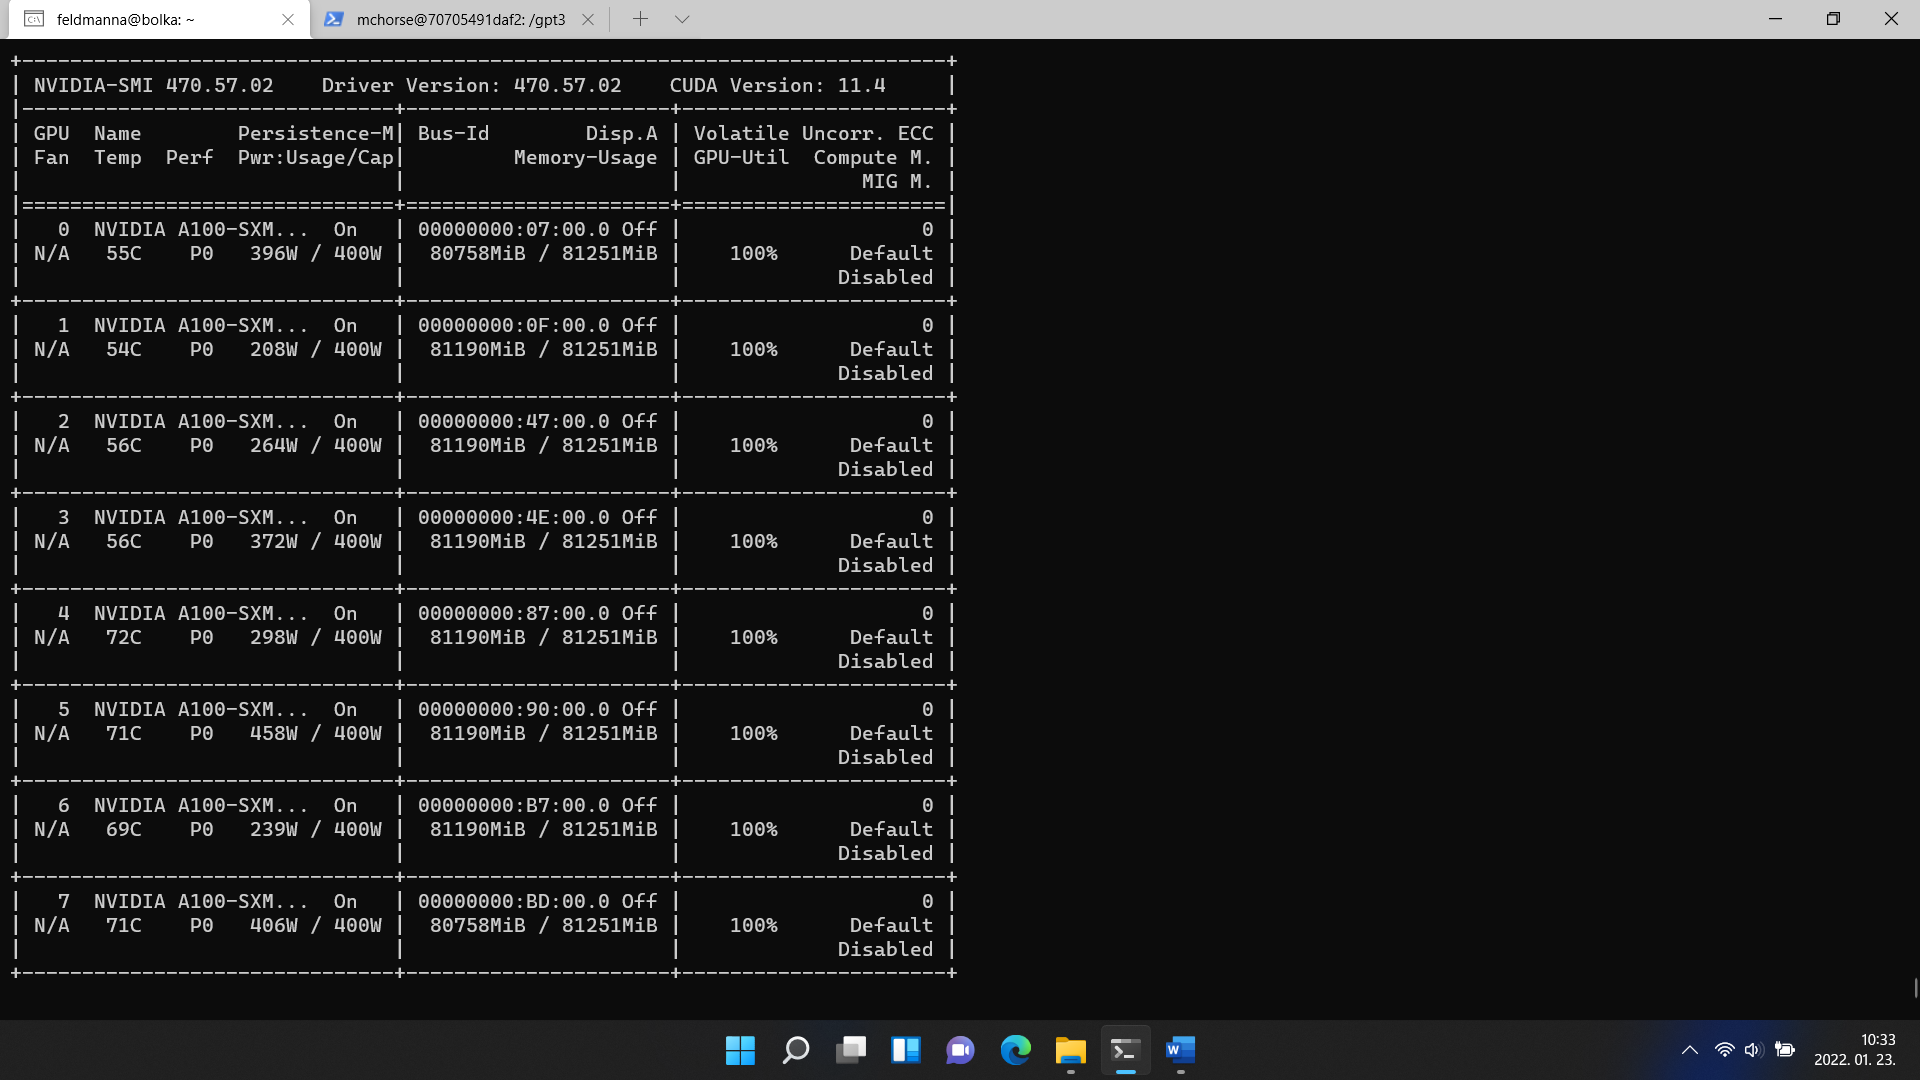 feldmanna@bolka: ~
mchorse@70705491daf2: /gpt3
+-----------------------------------------------------------------------------+
| NVIDIA-SMI 470.57.02    Driver Version: 470.57.02    CUDA Version: 11.4     |
|-------------------------------+----------------------+----------------------+
| GPU  Name        Persistence-M| Bus-Id        Disp.A | Volatile Uncorr. ECC |
| Fan  Temp  Perf  Pwr:Usage/Cap|         Memory-Usage | GPU-Util  Compute M. |
|                               |                      |               MIG M. |
|===============================+======================+======================|
|   0  NVIDIA A100-SXM...  On   | 00000000:07:00.0 Off |                    0 |
| N/A   55C    P0   396W / 400W |  80758MiB / 81251MiB |    100%      Default |
|                               |                      |             Disabled |
+-------------------------------+----------------------+----------------------+
|   1  NVIDIA A100-SXM...  On   | 00000000:0F:00.0 Off |                    0 |
| N/A   54C    P0   208W / 400W |  81190MiB / 81251MiB |    100%      Default |
|                               |                      |             Disabled |
+-------------------------------+----------------------+----------------------+
|   2  NVIDIA A100-SXM...  On   | 00000000:47:00.0 Off |                    0 |
| N/A   56C    P0   264W / 400W |  81190MiB / 81251MiB |    100%      Default |
|                               |                      |             Disabled |
+-------------------------------+----------------------+----------------------+
|   3  NVIDIA A100-SXM...  On   | 00000000:4E:00.0 Off |                    0 |
| N/A   56C    P0   372W / 400W |  81190MiB / 81251MiB |    100%      Default |
|                               |                      |             Disabled |
+-------------------------------+----------------------+----------------------+
|   4  NVIDIA A100-SXM...  On   | 00000000:87:00.0 Off |                    0 |
| N/A   72C    P0   298W / 400W |  81190MiB / 81251MiB |    100%      Default |
|                               |                      |             Disabled |
+-------------------------------+----------------------+----------------------+
|   5  NVIDIA A100-SXM...  On   | 00000000:90:00.0 Off |                    0 |
| N/A   71C    P0   458W / 400W |  81190MiB / 81251MiB |    100%      Default |
|                               |                      |             Disabled |
+-------------------------------+----------------------+----------------------+
|   6  NVIDIA A100-SXM...  On   | 00000000:B7:00.0 Off |                    0 |
| N/A   69C    P0   239W / 400W |  81190MiB / 81251MiB |    100%      Default |
|                               |                      |             Disabled |
+-------------------------------+----------------------+----------------------+
|   7  NVIDIA A100-SXM...  On   | 00000000:BD:00.0 Off |                    0 |
| N/A   71C    P0   406W / 400W |  80758MiB / 81251MiB |    100%      Default |
|                               |                      |             Disabled |
+-------------------------------+----------------------+----------------------+
10:33
2022. 01. 23.